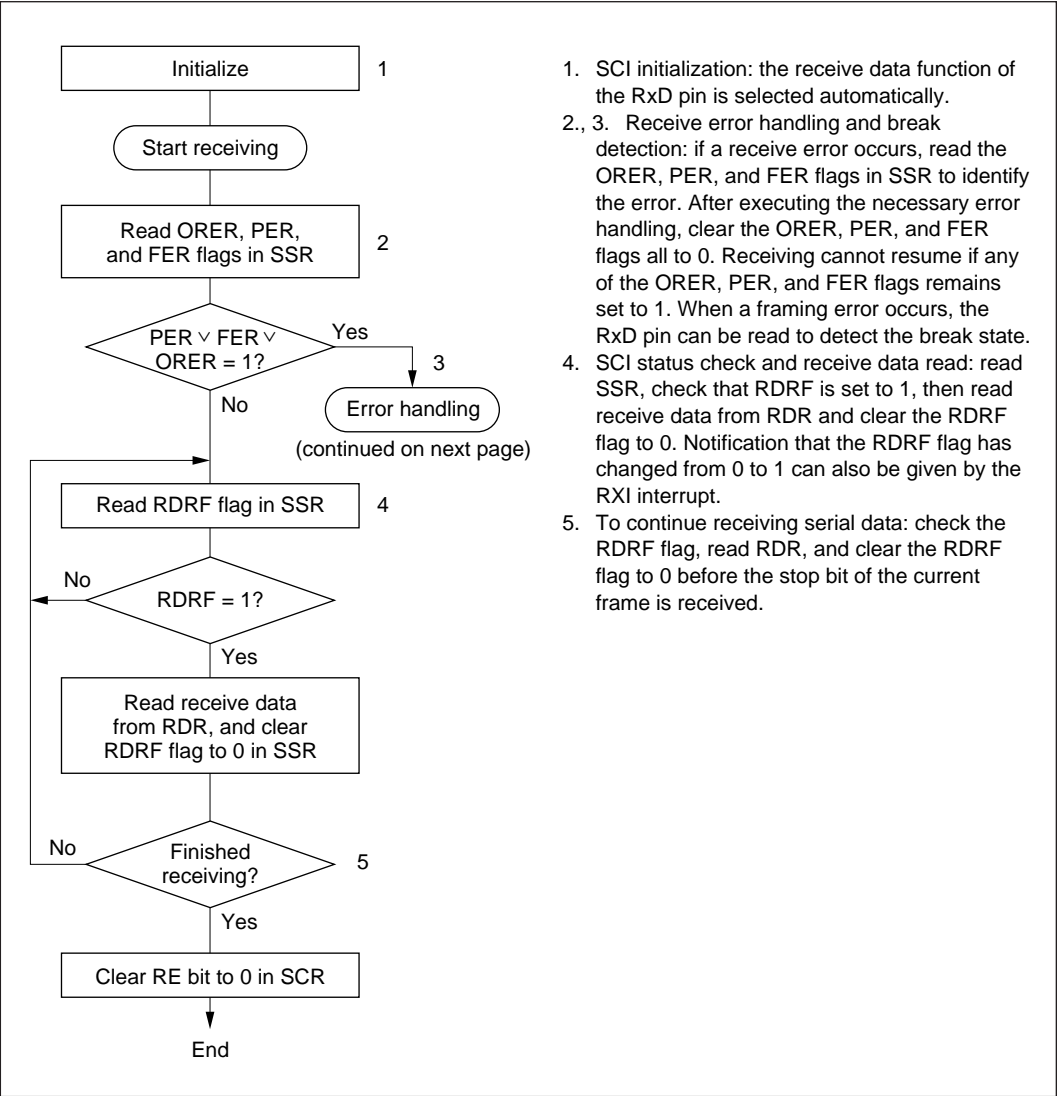 Initialize
1
Start receiving
Read ORER, PER,
and FER flags in SSR
2
PER ∨ FER ∨
ORER = 1?
Yes
3
No
Error handling
(continued on next page)
Read RDRF flag in SSR
4
No
RDRF = 1?
Yes
Read receive data
from RDR, and clear
RDRF flag to 0 in SSR
No
Finished
receiving?
5
Yes
Clear RE bit to 0 in SCR
End
1. SCI initialization: the receive data function of
the RxD pin is selected automatically.
2., 3. Receive error handling and break
detection: if a receive error occurs, read the
ORER, PER, and FER flags in SSR to identify
the error. After executing the necessary error
handling, clear the ORER, PER, and FER
flags all to 0. Receiving cannot resume if any
of the ORER, PER, and FER flags remains
set to 1. When a framing error occurs, the
RxD pin can be read to detect the break state.
4. SCI status check and receive data read: read
SSR, check that RDRF is set to 1, then read
receive data from RDR and clear the RDRF
flag to 0. Notification that the RDRF flag has
changed from 0 to 1 can also be given by the
RXI interrupt.
5. To continue receiving serial data: check the
RDRF flag, read RDR, and clear the RDRF
flag to 0 before the stop bit of the current
frame is received.